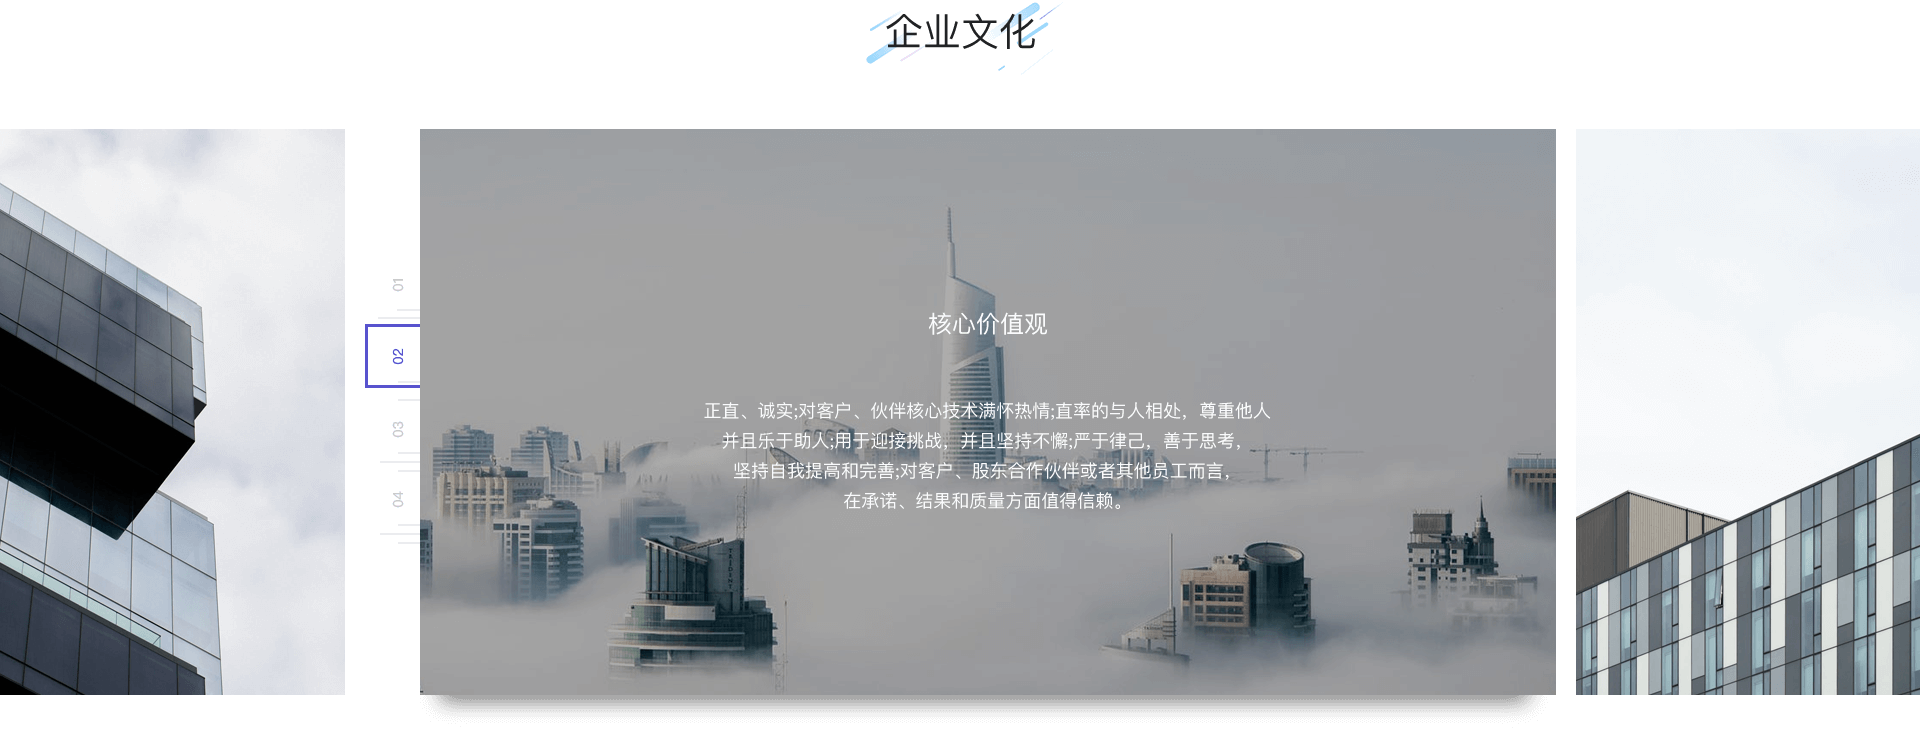 企业文化
01
02
03
04
核心价值观
正直、诚实;对客户、伙伴核心技术满怀热情;直率的与人相处，尊重他人
并且乐于助人;用于迎接挑战，并且坚持不懈;严于律己，善于思考，
坚持自我提高和完善;对客户、股东合作伙伴或者其他员工而言，
在承诺、结果和质量方面值得信赖。